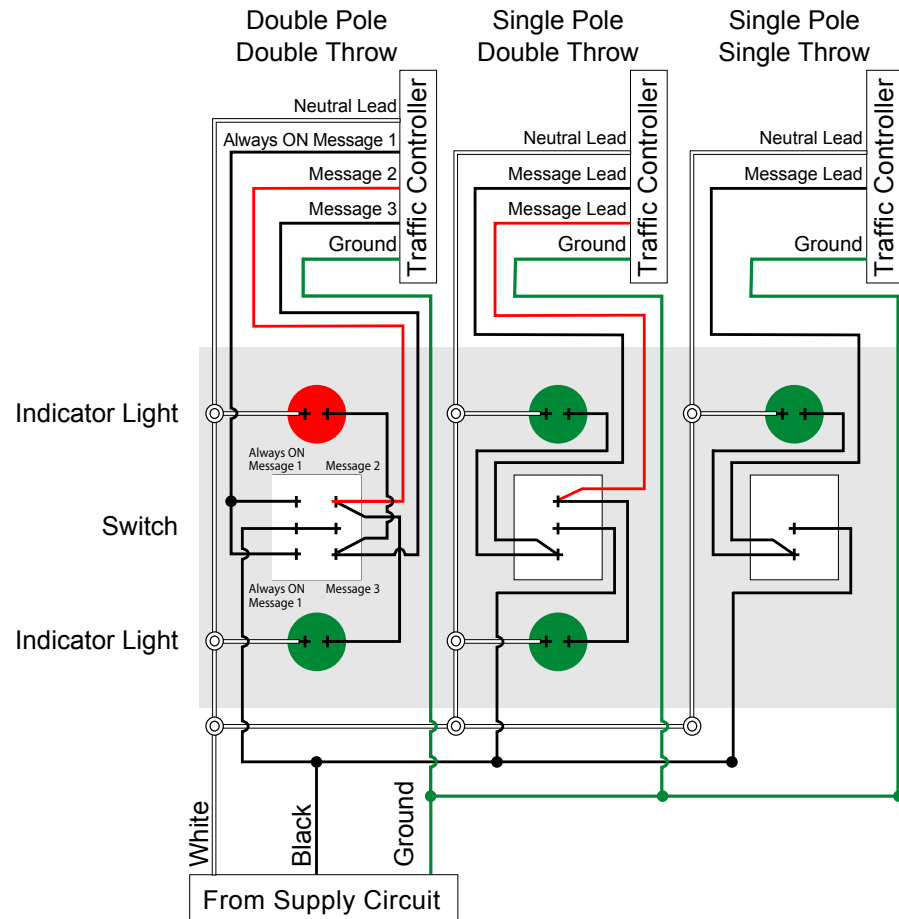 Double Pole
Double Throw
Single Pole
Double Throw
Single Pole
Single Throw
Neutral Lead
Always ON Message 1
Message 2
Message 3
Ground
Traffic Controller
Neutral Lead
Message Lead
Message Lead
Ground
Traffic Controller
Neutral Lead
Message Lead
Ground
Traffic Controller
Indicator Light
Always ON
Message 1
Message 2
Switch
Always ON
Message 1
Message 3
Indicator Light
White
Black
Ground
From Supply Circuit